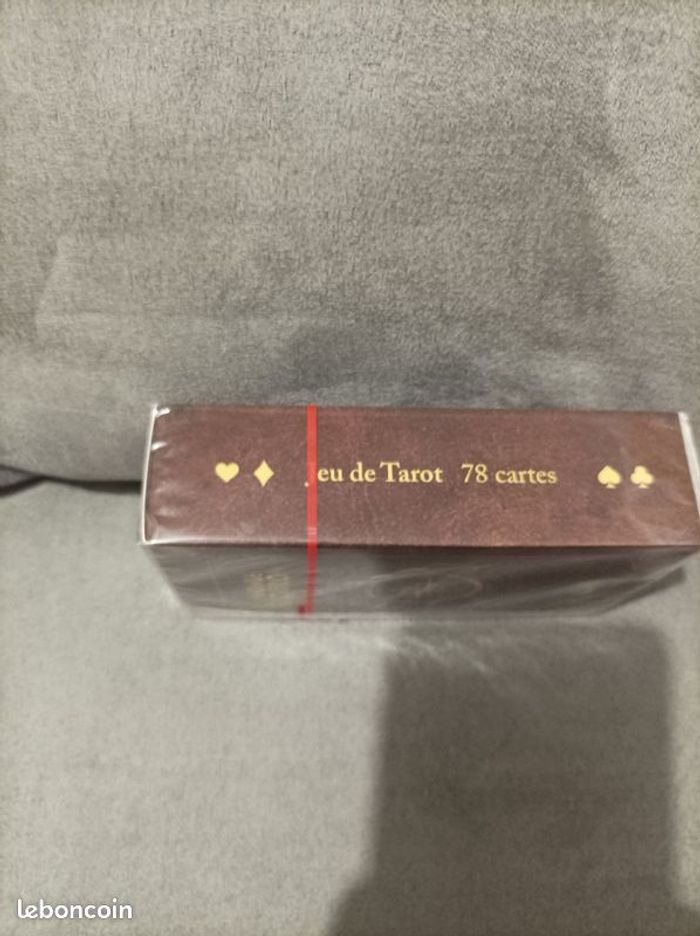 Jeu de Tarot 78 cartes
leboncoin